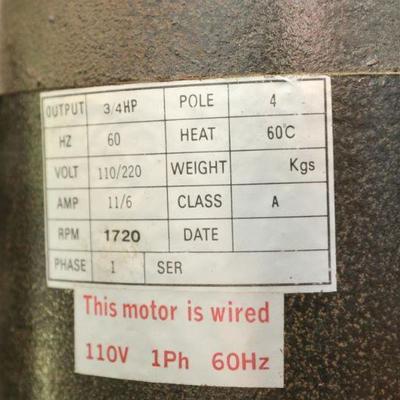 OUTPUT 3/4HP POLE 4
HZ 60 HEAT 60°C
VOLT 110/220 WEIGHT Kgs
AMP 11/6 CLASS A
RPM 1720 DATE
PHASE 1 SER
This motor is wired
110V 1Ph 60Hz